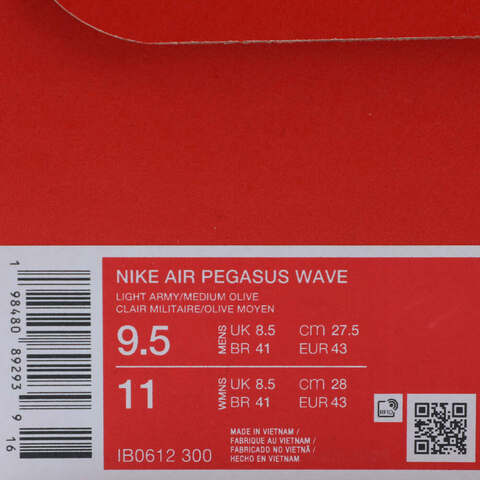 NIKE AIR PEGASUS WAVE
LIGHT ARMY/MEDIUM OLIVE
CLAIR MILITAIRE/OLIVE MOYEN
9.5 MENS UK 8.5 CM 27.5
BR 41 EUR 43
11 WMNS UK 8.5 CM 28
BR 41 EUR 43
MADE IN VIETNAM /
FABRIQUE AU VIETNAM /
FABRICADO NO VIETNÃ /
HECHO EN VIETNAM
IB0612 300
RFID
1 98480 89293 9 16